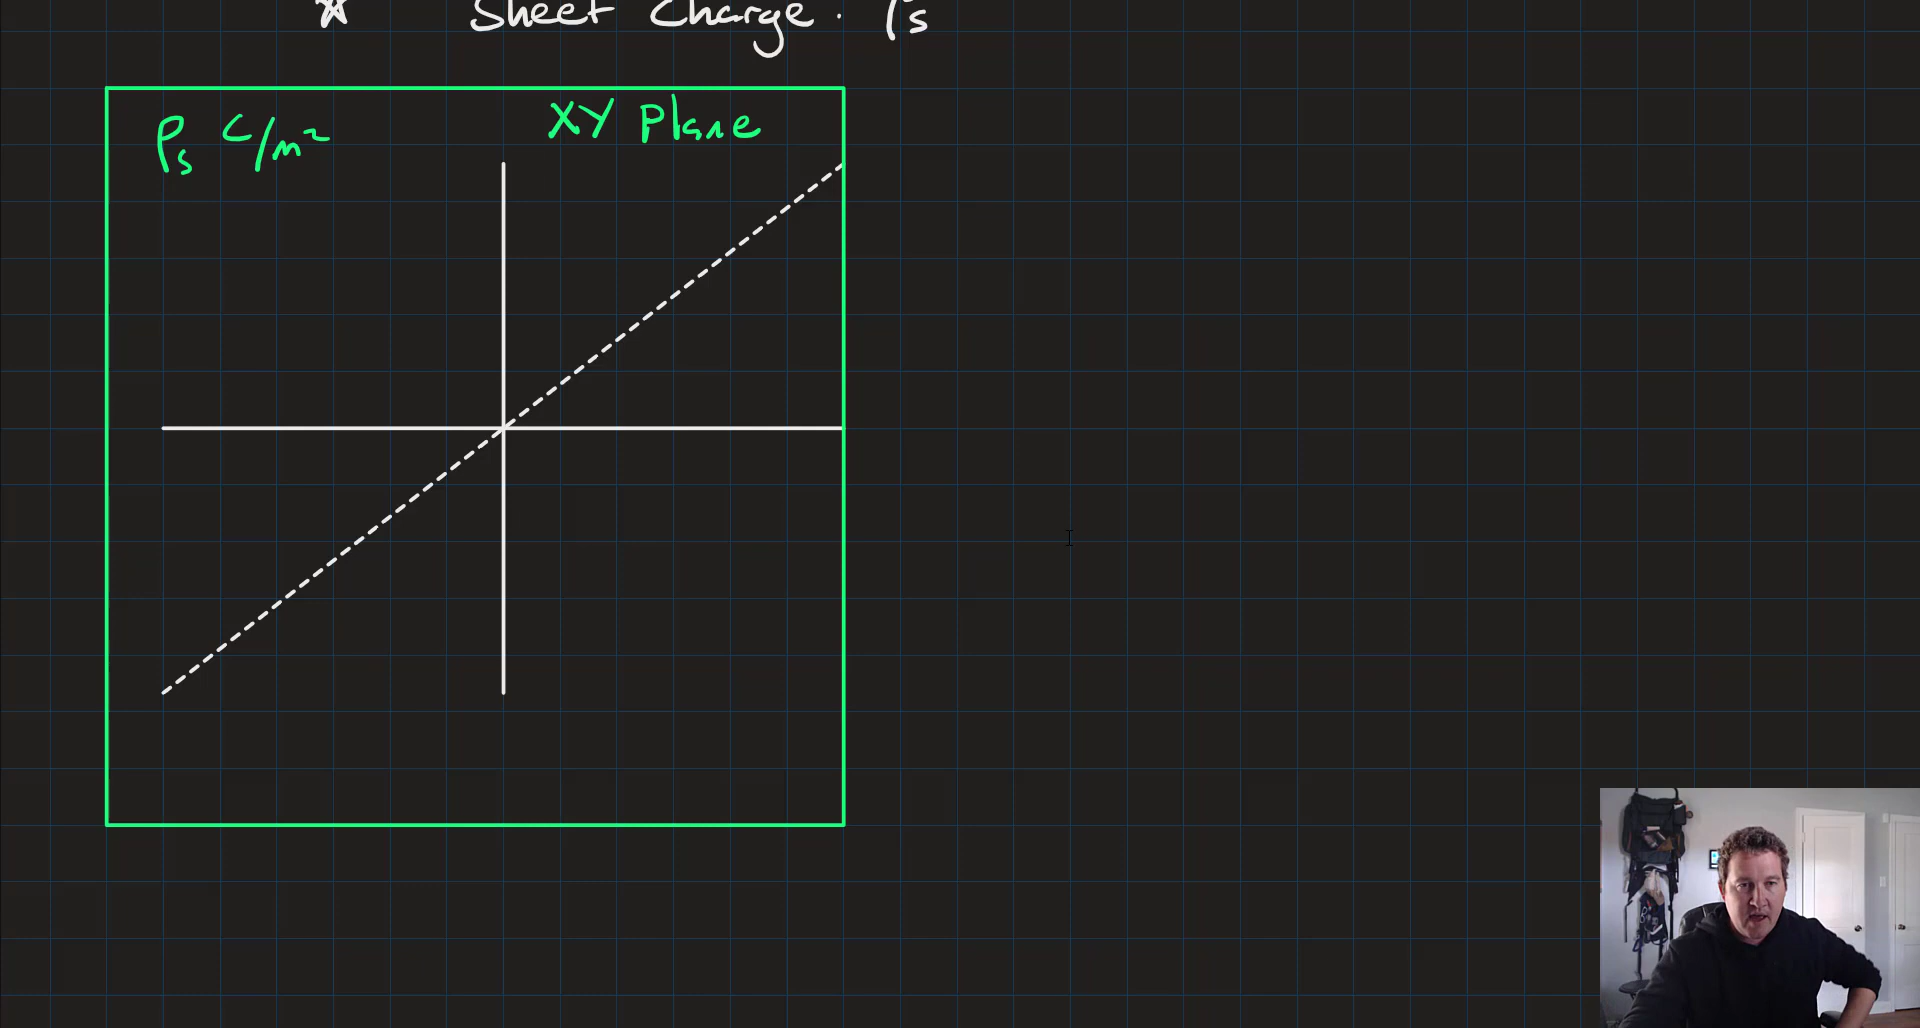 ☆ Sheet Charge: ρs
ρs C/m² XY Plane